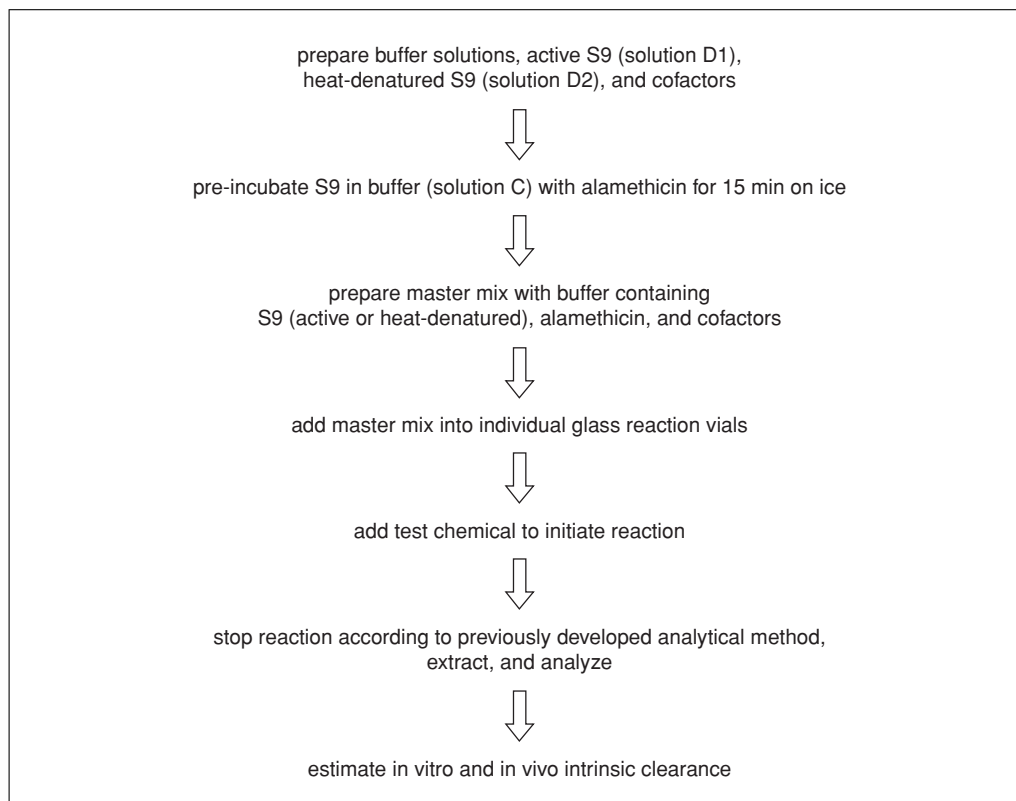 prepare buffer solutions, active S9 (solution D1),
heat-denatured S9 (solution D2), and cofactors
pre-incubate S9 in buffer (solution C) with alamethicin for 15 min on ice
prepare master mix with buffer containing
S9 (active or heat-denatured), alamethicin, and cofactors
add master mix into individual glass reaction vials
add test chemical to initiate reaction
stop reaction according to previously developed analytical method,
extract, and analyze
estimate in vitro and in vivo intrinsic clearance